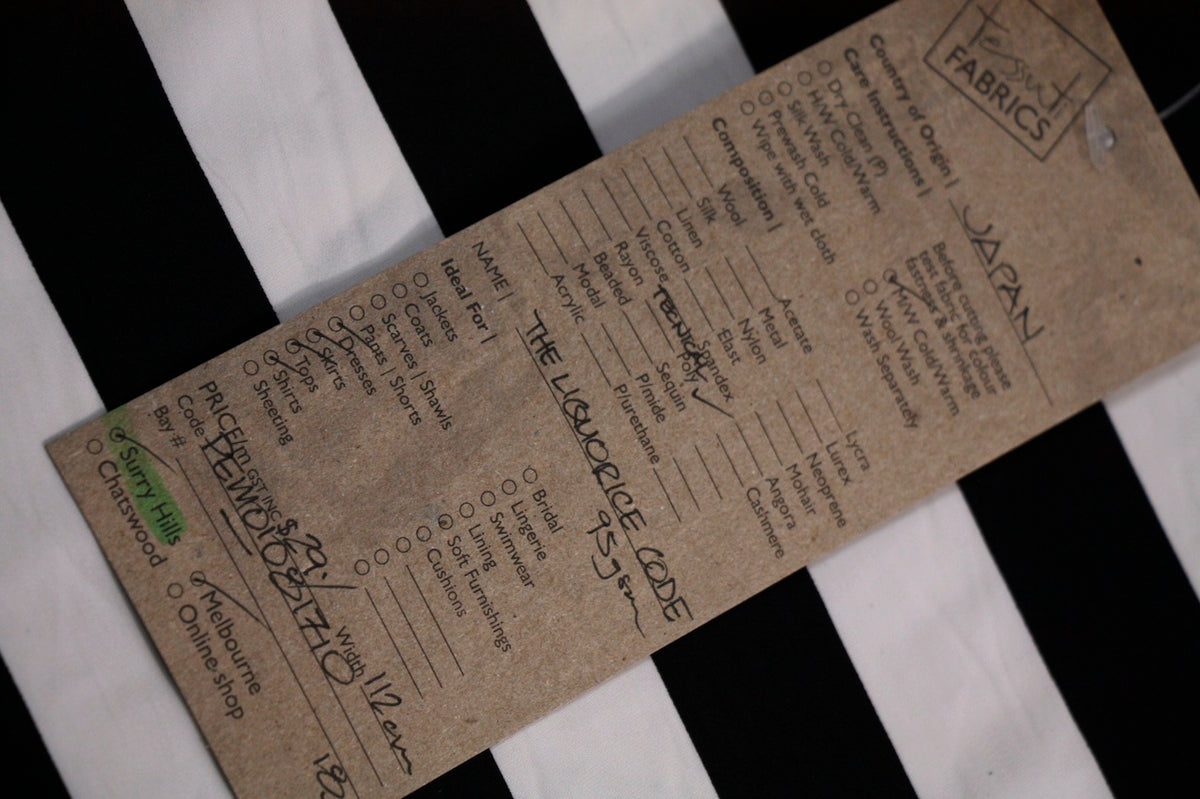 tessuti
FABRICS
Country of Origin | JAPAN
Care Instructions |
Before cutting please
test fabric for colour
fastness & shrinkage
Dry-Clean (P)
H/W Cold/Warm
Silk Wash
Prewash Cold
Wipe with wet cloth
M/W Cold/Warm
Wool Wash
Wash Separately
Composition |
Wool
Silk
Linen
Cotton
Viscose
Rayon
Beaded
Modal
Acrylic
Acetate
Metal
Nylon
Elast
Spandex
TECHNICAL Poly
Sequin
P/mide
P/urethane
Lycra
Lurex
Neoprene
Mohair
Angora
Cashmere
NAME | THE LIQUORICE CODE
95gsm
Ideal For |
Jackets
Coats
Scarves | Shawls
Pants | Shorts
Dresses
Skirts
Tops
Shirts
Sheeting
Bridal
Lingerie
Swimwear
Lining
Soft Furnishings
Cushions
PRICE/m GST INC $29./ Width 112cm
Code
Bay #
Surry Hills
Chatswood
Melbourne
Online shop